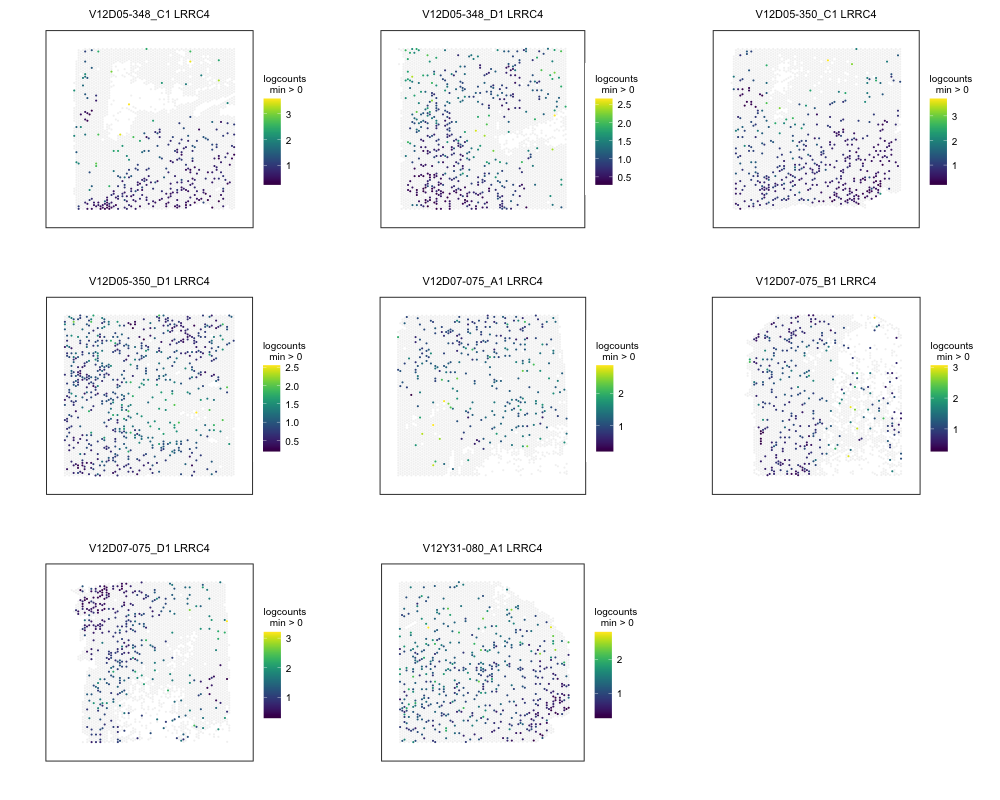 V12D05-348_C1 LRRC4
logcounts
min > 0
3
2
1
V12D05-348_D1 LRRC4
logcounts
min > 0
2.5
2.0
1.5
1.0
0.5
V12D05-350_C1 LRRC4
logcounts
min > 0
3
2
1
V12D05-350_D1 LRRC4
logcounts
min > 0
2.5
2.0
1.5
1.0
0.5
V12D07-075_A1 LRRC4
logcounts
min > 0
2
1
V12D07-075_B1 LRRC4
logcounts
min > 0
3
2
1
V12D07-075_D1 LRRC4
logcounts
min > 0
3
2
1
V12Y31-080_A1 LRRC4
logcounts
min > 0
2
1